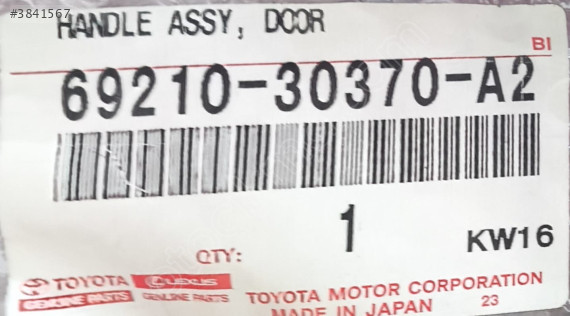 #3841567
HANDLE ASSY, DOOR
BI
69210-30370-A2
1
KW16
QTY:
TOYOTA LEXUS
GENUINE PARTS GENUINE PARTS
TOYOTA MOTOR CORPORATION
MADE IN JAPAN 23